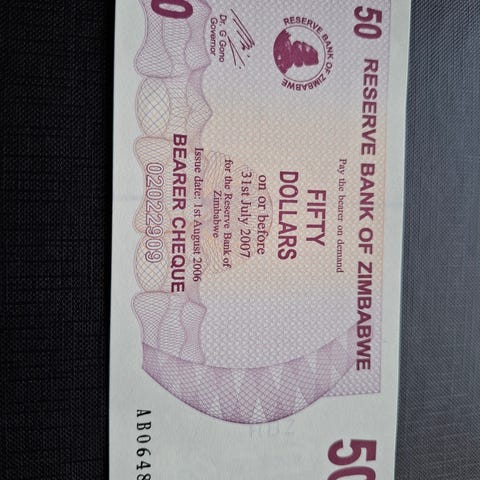 50 RESERVE BANK OF ZIMBABWE
50
Pay the bearer on demand
RESERVE BANK OF ZIMBABWE
FIFTY
DOLLARS
on or before
31st July 2007
for the Reserve Bank of
Zimbabwe
Dr. G Gono
Governor
Issue date: 1st August 2006
BEARER CHEQUE
02022909
0
AB0648